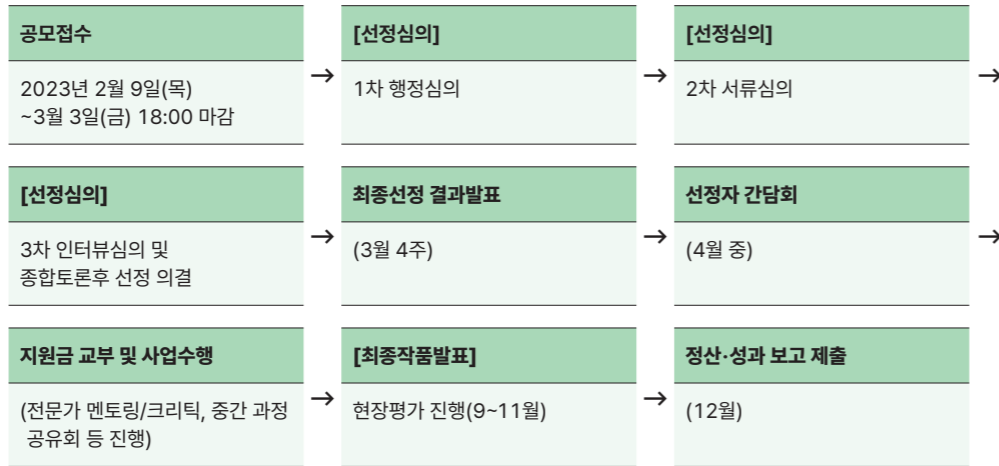 공모접수
2023년 2월 9일(목)
~3월 3일(금) 18:00 마감
→
[선정심의]
1차 행정심의
→
[선정심의]
2차 서류심의
→
[선정심의]
3차 인터뷰심의 및
종합토론후 선정 의결
→
최종선정 결과발표
(3월 4주)
→
선정자 간담회
(4월 중)
→
지원금 교부 및 사업수행
(전문가 멘토링/크리틱, 중간 과정
공유회 등 진행)
→
[최종작품발표]
현장평가 진행(9~11월)
→
정산·성과 보고 제출
(12월)